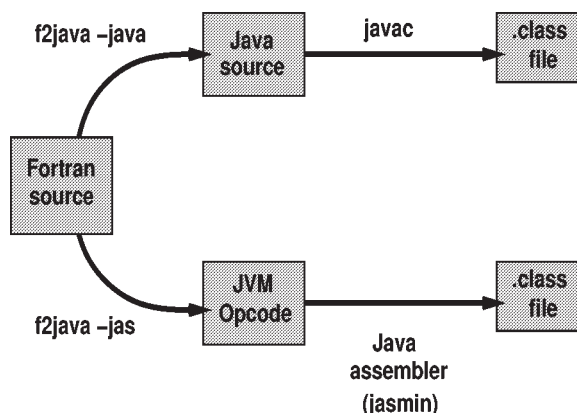 f2java –java
Java
source
javac
.class
file
Fortran
source
f2java –jas
JVM
Opcode
Java
assembler
(jasmin)
.class
file